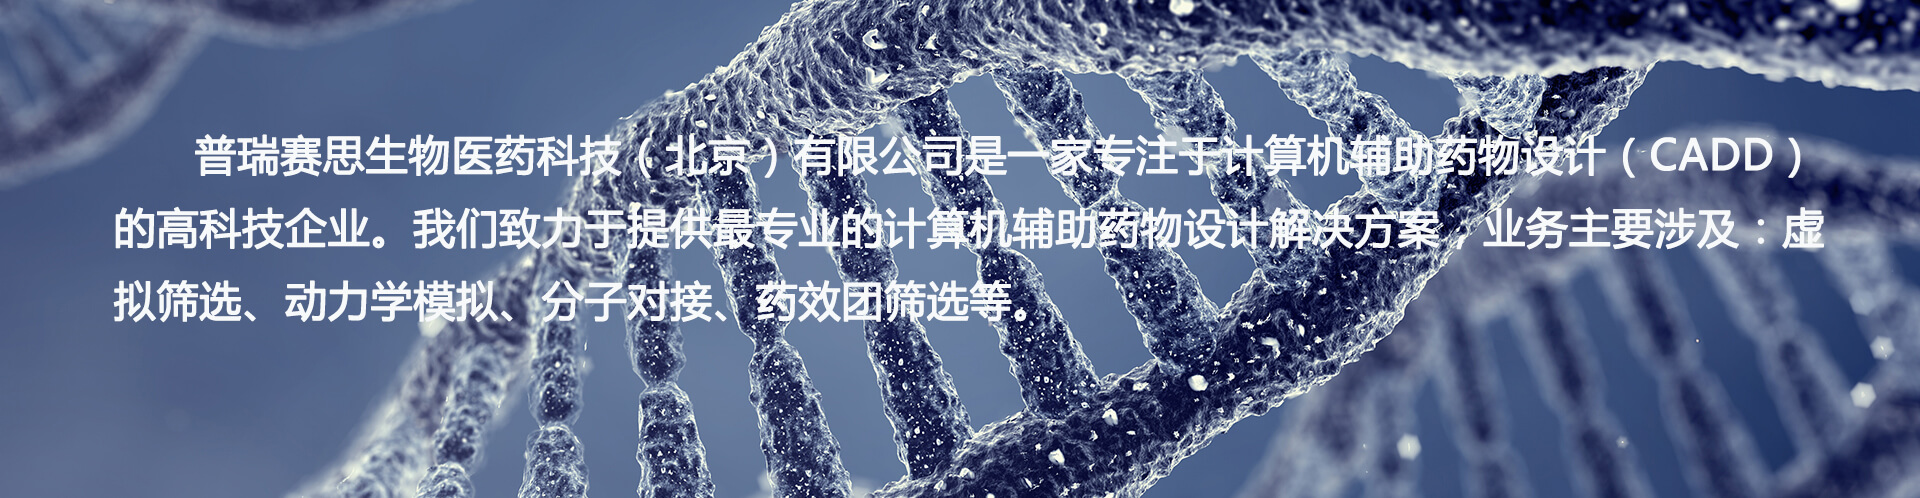 普瑞赛思生物医药科技（北京）有限公司是一家专注于计算机辅助药物设计（CADD）
的高科技企业。我们致力于提供最专业的计算机辅助药物设计解决方案，业务主要涉及：虚
拟筛选、动力学模拟、分子对接、药效团筛选等。